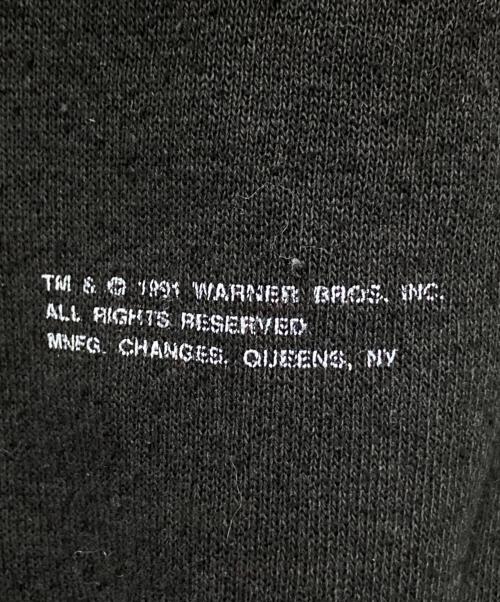 TM & © 1991 WARNER BROS. INC.
ALL RIGHTS RESERVED
MNFG. CHANGES, QUEENS, NY